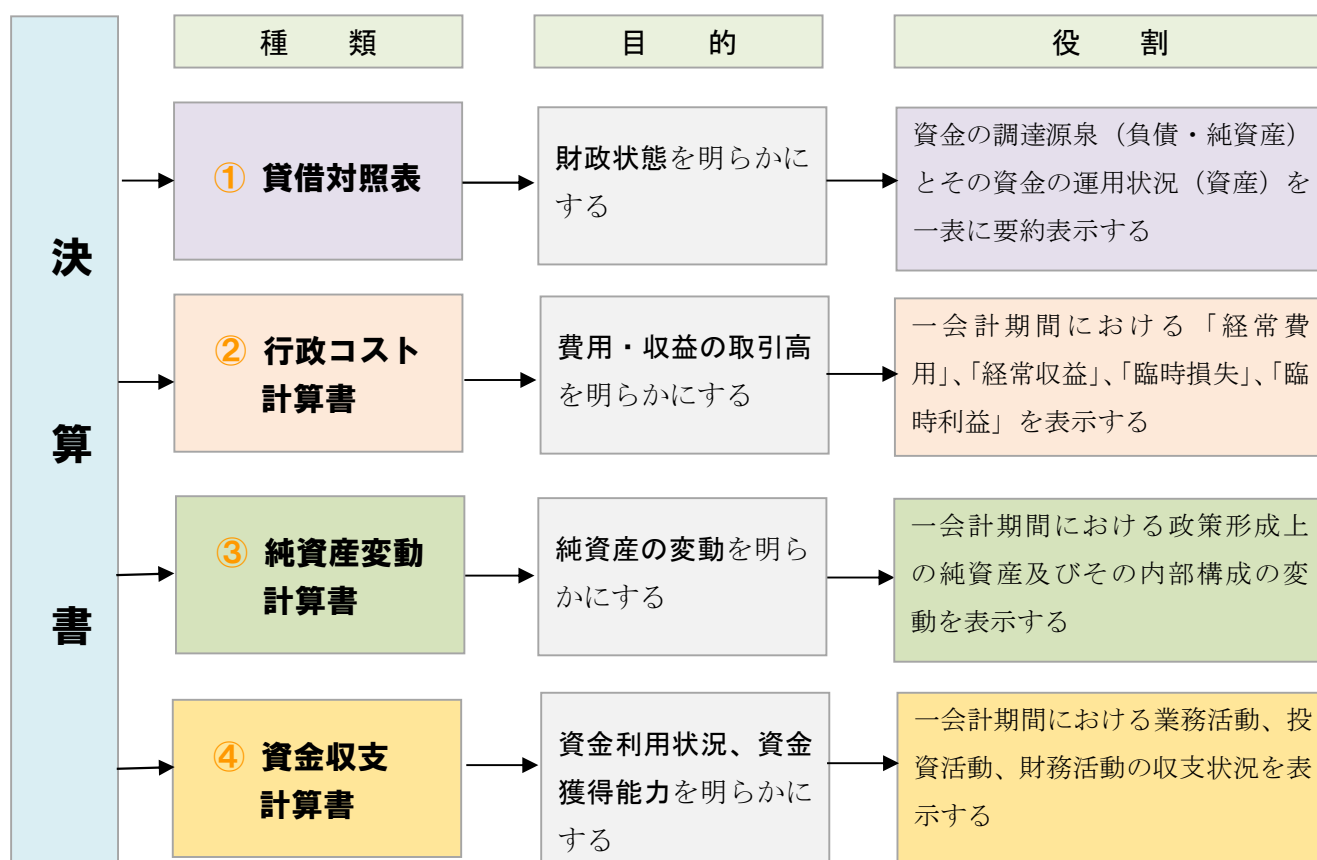 決算書
種　　類
目　　的
役　　割
① 貸借対照表
財政状態を明らかに
する
資金の調達源泉（負債・純資産）
とその資金の運用状況（資産）を
一表に要約表示する
② 行政コスト
計算書
費用・収益の取引高
を明らかにする
一会計期間における「経常費
用」、「経常収益」、「臨時損失」、「臨
時利益」を表示する
③ 純資産変動
計算書
純資産の変動を明ら
かにする
一会計期間における政策形成上
の純資産及びその内部構成の変
動を表示する
④ 資金収支
計算書
資金利用状況、資金
獲得能力を明らかに
する
一会計期間における業務活動、投
資活動、財務活動の収支状況を表
示する